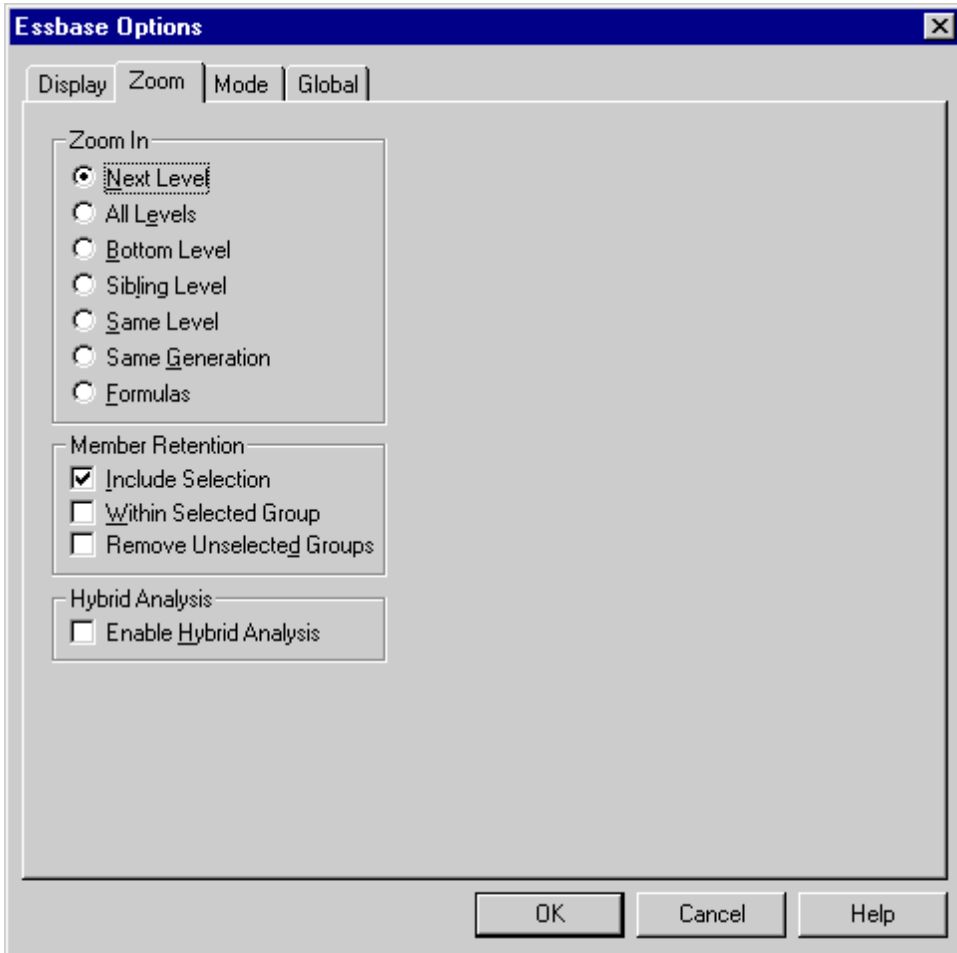 Essbase Options
Display Zoom Mode Global
Zoom In
Next Level
All Levels
Bottom Level
Sibling Level
Same Level
Same Generation
Formulas
Member Retention
Include Selection
Within Selected Group
Remove Unselected Groups
Hybrid Analysis
Enable Hybrid Analysis
OK Cancel Help